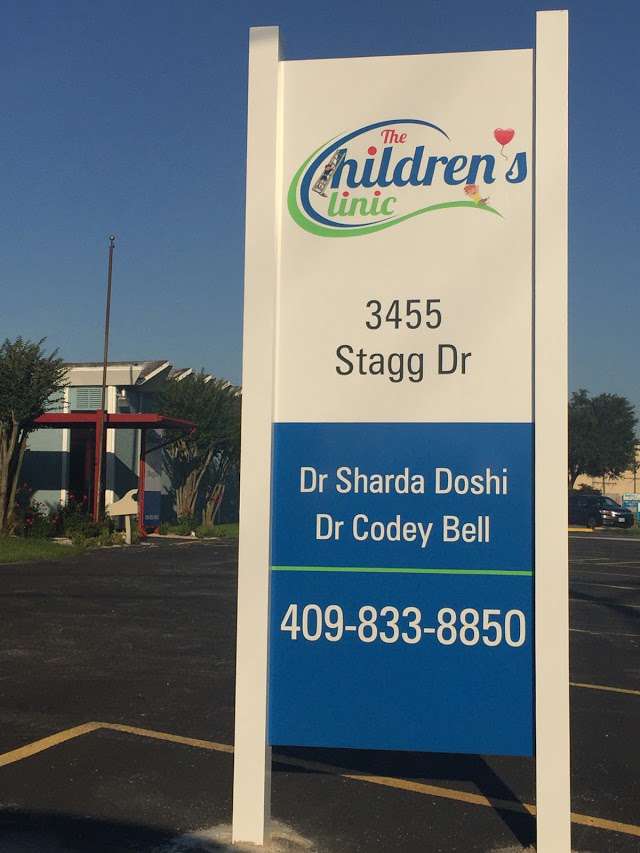 The
Children's
Clinic
3455
Stagg Dr
Dr Sharda Doshi
Dr Codey Bell
409-833-8850